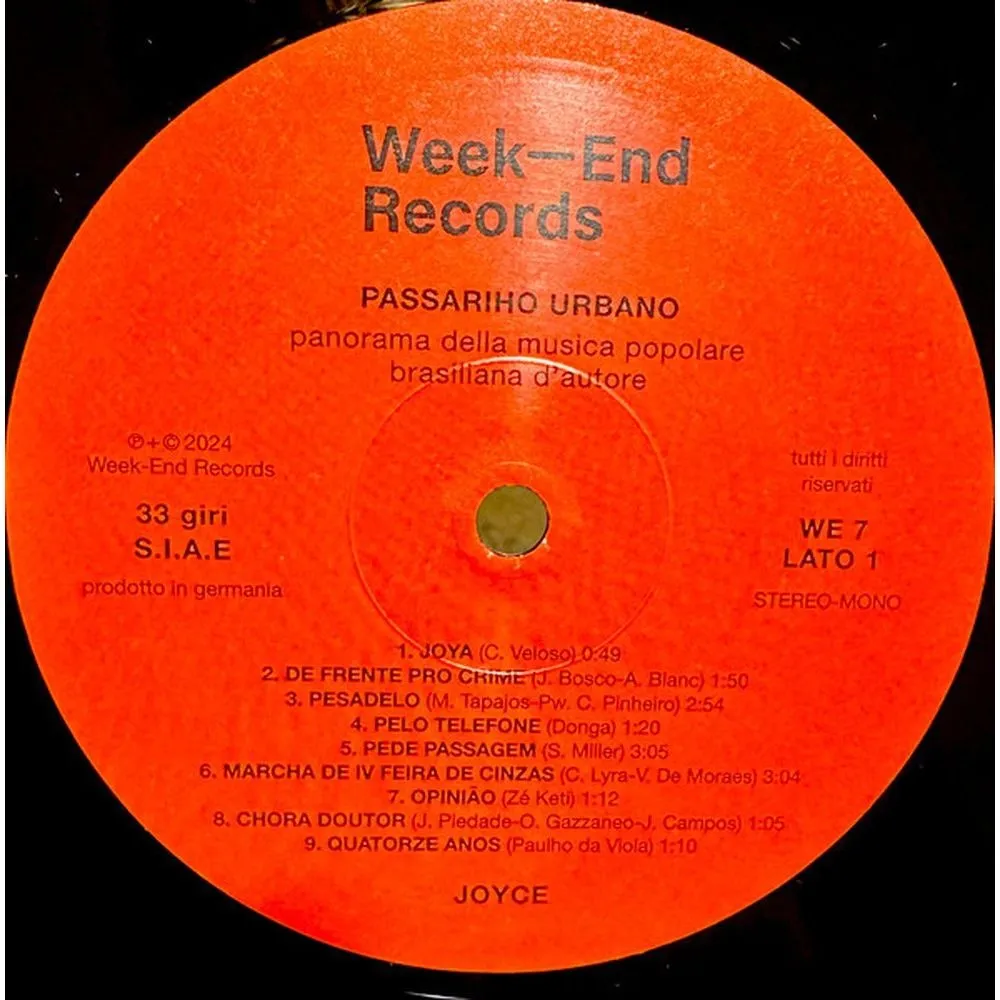 Week–End
Records
PASSARIHO URBANO
panorama della musica popolare
brasiliana d'autore
℗+© 2024
Week-End Records
33 giri
S.I.A.E
prodotto in germania
tutti i diritti
riservati
WE 7
LATO 1
STEREO-MONO
1. JOYA (C. Veloso) 0:49
2. DE FRENTE PRO CRIME (J. Bosco-A. Blanc) 1:50
3. PESADELO (M. Tapajos-Pw. C. Pinheiro) 2:54
4. PELO TELEFONE (Donga) 1:20
5. PEDE PASSAGEM (S. Miller) 3:05
6. MARCHA DE IV FEIRA DE CINZAS (C. Lyra-V. De Moraes) 3:04
7. OPINIÃO (Zé Keti) 1:12
8. CHORA DOUTOR (J. Piedade-O. Gazzaneo-J. Campos) 1:05
9. QUATORZE ANOS (Paulho da Viola) 1:10
JOYCE